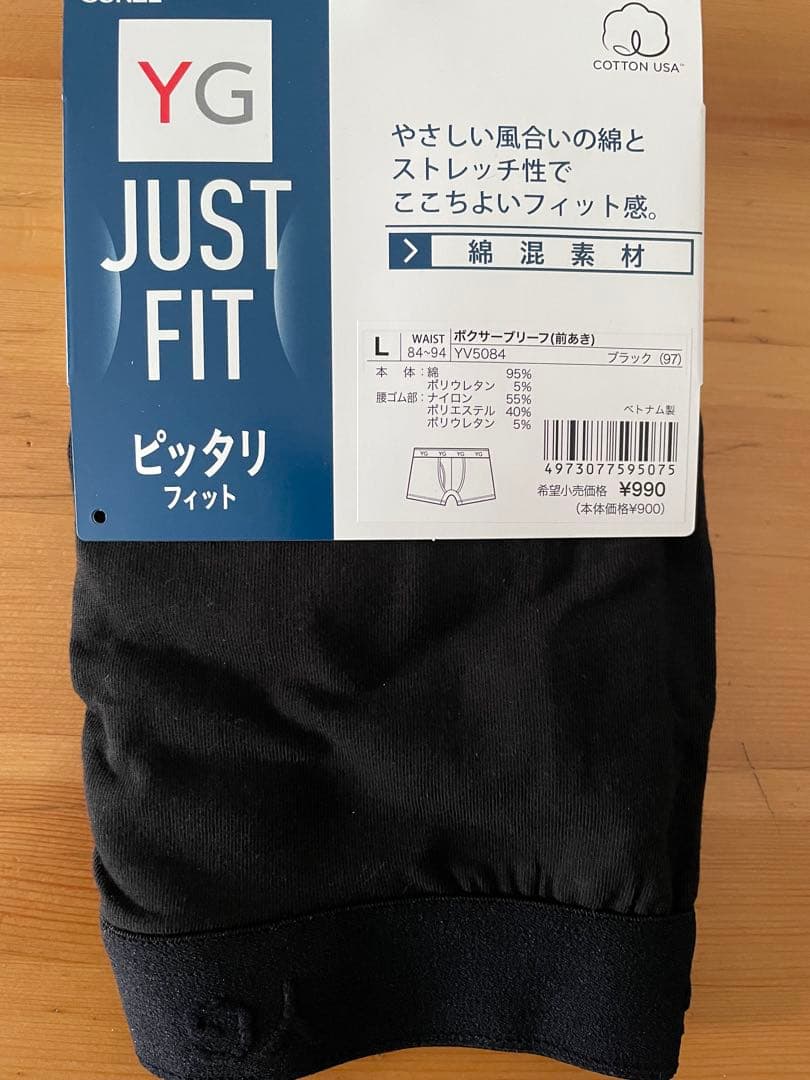 YG
JUST
FIT
ピッタリ
フィット
COTTON USA™
やさしい風合いの綿と
ストレッチ性で
ここちよいフィット感。
綿混素材
L WAIST 84~94 ボクサーブリーフ(前あき)
YV5084 ブラック (97)
本 体:綿 95%
ポリウレタン 5%
腰ゴム部:ナイロン 55%
ポリエステル 40%
ポリウレタン 5%
ベトナム製
YG YG YG YG
4973077595075
希望小売価格 ¥990
(本体価格¥900)
YG